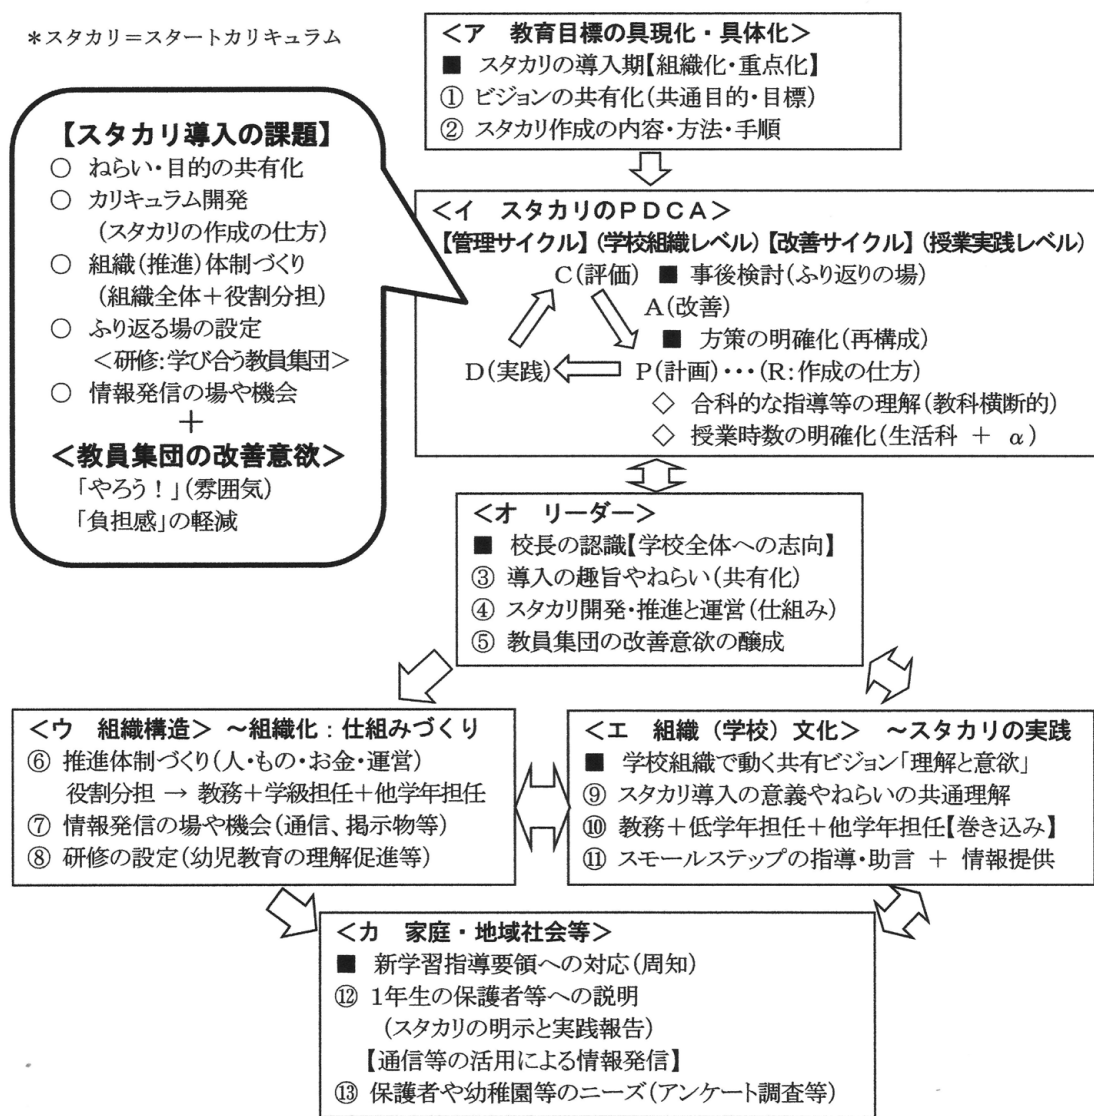 ＊スタカリ＝スタートカリキュラム
＜ア　教育目標の具現化・具体化＞
■　スタカリの導入期【組織化・重点化】
①　ビジョンの共有化(共通目的・目標)
②　スタカリ作成の内容・方法・手順
【スタカリ導入の課題】
○　ねらい・目的の共有化
○　カリキュラム開発
(スタカリの作成の仕方)
○　組織(推進)体制づくり
(組織全体＋役割分担)
○　ふり返る場の設定
＜研修：学び合う教員集団＞
○　情報発信の場や機会
＋
＜教員集団の改善意欲＞
「やろう！」(雰囲気)
「負担感」の軽減
＜イ　スタカリのＰＤＣＡ＞
【管理サイクル】(学校組織レベル)【改善サイクル】(授業実践レベル)
C(評価)　■　事後検討(ふり返りの場)
A(改善)
■　方策の明確化(再構成)
D(実践)　P(計画)・・・(R：作成の仕方)
◇　合科的な指導等の理解(教科横断的)
◇　授業時数の明確化(生活科　＋　α)
＜オ　リーダー＞
■　校長の認識【学校全体への志向】
③　導入の趣旨やねらい(共有化)
④　スタカリ開発・推進と運営(仕組み)
⑤　教員集団の改善意欲の醸成
＜ウ　組織構造＞　～組織化：仕組みづくり
⑥　推進体制づくり(人・もの・お金・運営)
役割分担　→　教務＋学級担任＋他学年担任
⑦　情報発信の場や機会(通信、掲示物等)
⑧　研修の設定(幼児教育の理解促進等)
＜エ　組織（学校）文化＞　～スタカリの実践
■　学校組織で動く共有ビジョン「理解と意欲」
⑨　スタカリ導入の意義やねらいの共通理解
⑩　教務＋低学年担任＋他学年担任【巻き込み】
⑪　スモールステップの指導・助言　＋　情報提供
＜カ　家庭・地域社会等＞
■　新学習指導要領への対応(周知)
⑫　1年生の保護者等への説明
(スタカリの明示と実践報告)
【通信等の活用による情報発信】
⑬　保護者や幼稚園等のニーズ(アンケート調査等)